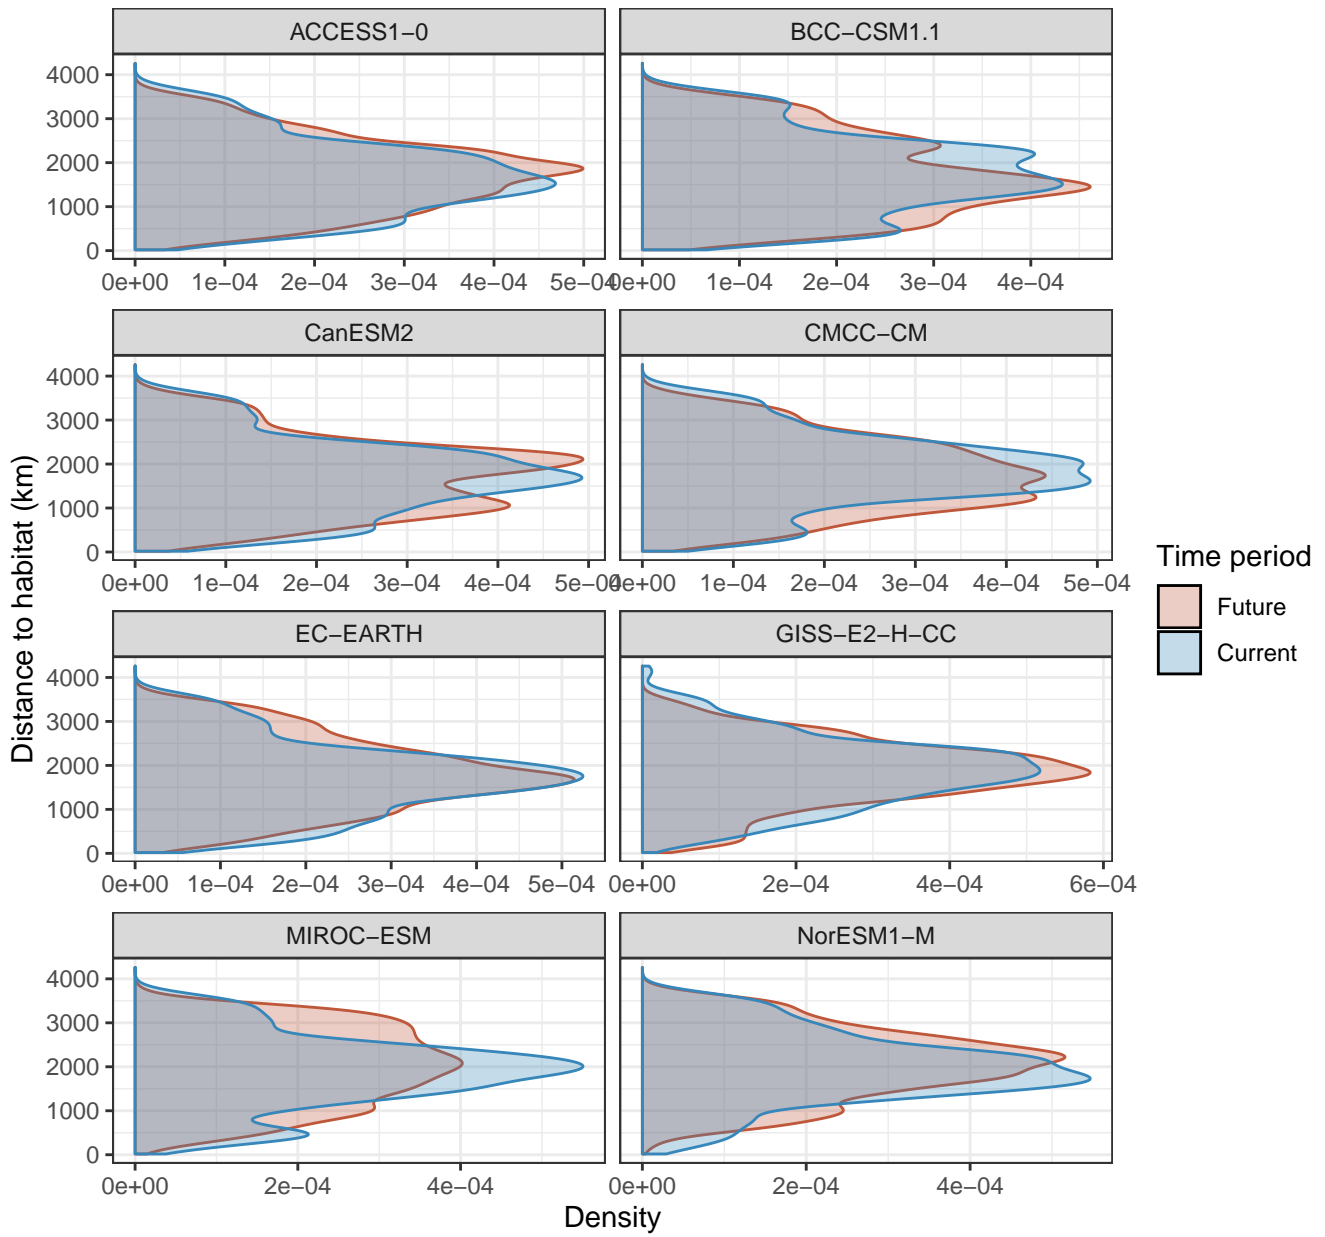 ACCESS1−0 BCC−CSM1.1
4000
3000
2000
1000
0
0e+00 1e−04 2e−04 3e−04 4e−04 5e−04 0e+00 1e−04 2e−04 3e−04 4e−04
CanESM2 CMCC−CM
4000
3000
2000
1000
0
0e+00 1e−04 2e−04 3e−04 4e−04 5e−04 0e+00 1e−04 2e−04 3e−04 4e−04 5e−04
EC−EARTH GISS−E2−H−CC
4000
3000
2000
1000
0
0e+00 1e−04 2e−04 3e−04 4e−04 5e−04 0e+00 2e−04 4e−04 6e−04
MIROC−ESM NorESM1−M
4000
3000
2000
1000
0
0e+00 2e−04 4e−04 0e+00 2e−04 4e−04
Density
Distance to habitat (km)
Time period
Future
Current